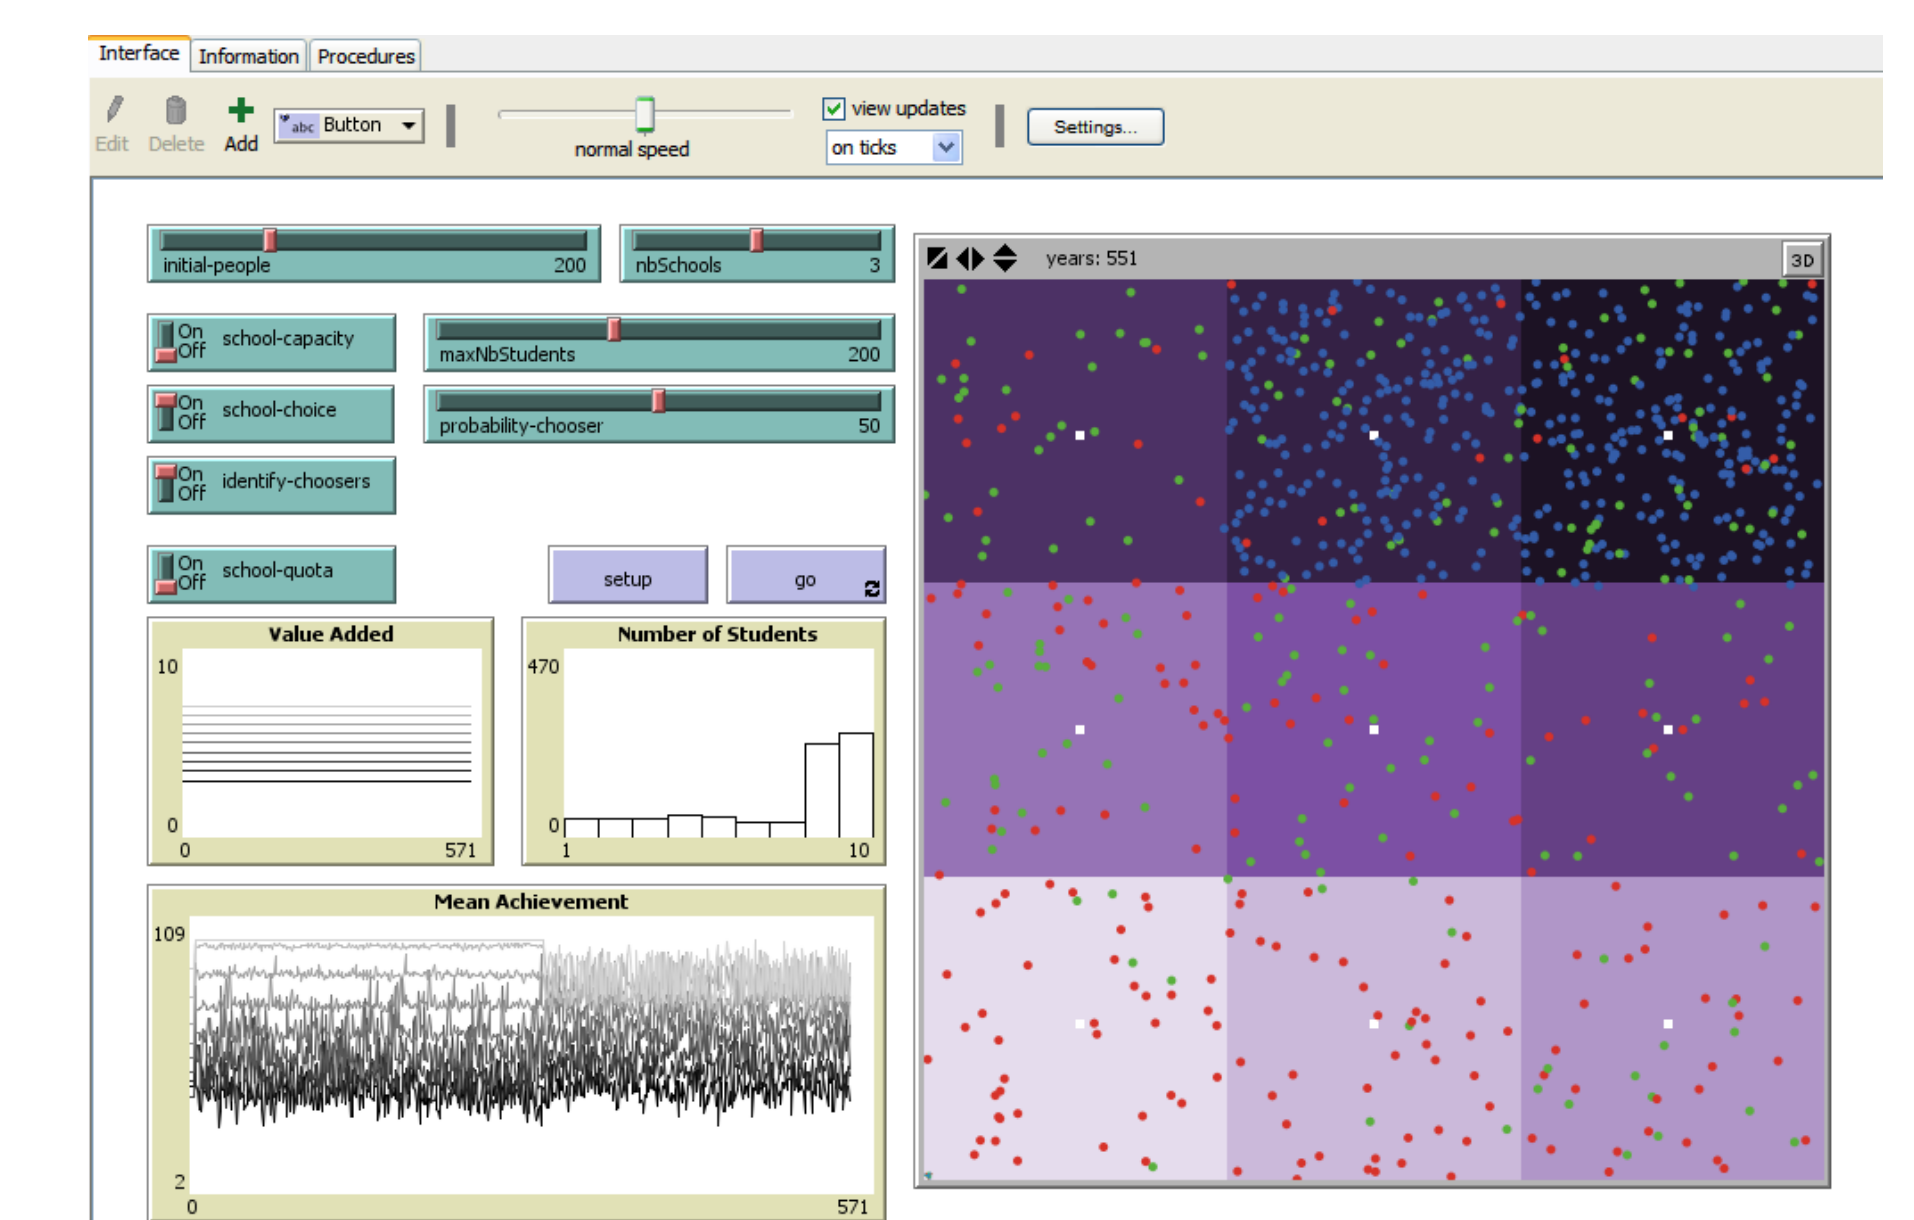 Interface Information Procedures
Edit Delete Add abc Button normal speed view updates on ticks Settings...
initial-people 200 nbSchools 3
years: 551 3D
On Off school-capacity maxNbStudents 200
On Off school-choice probability-chooser 50
On Off identify-choosers
On Off school-quota setup go
Value Added
10
0
0 571
Number of Students
470
0
1 10
Mean Achievement
109
2
0 571